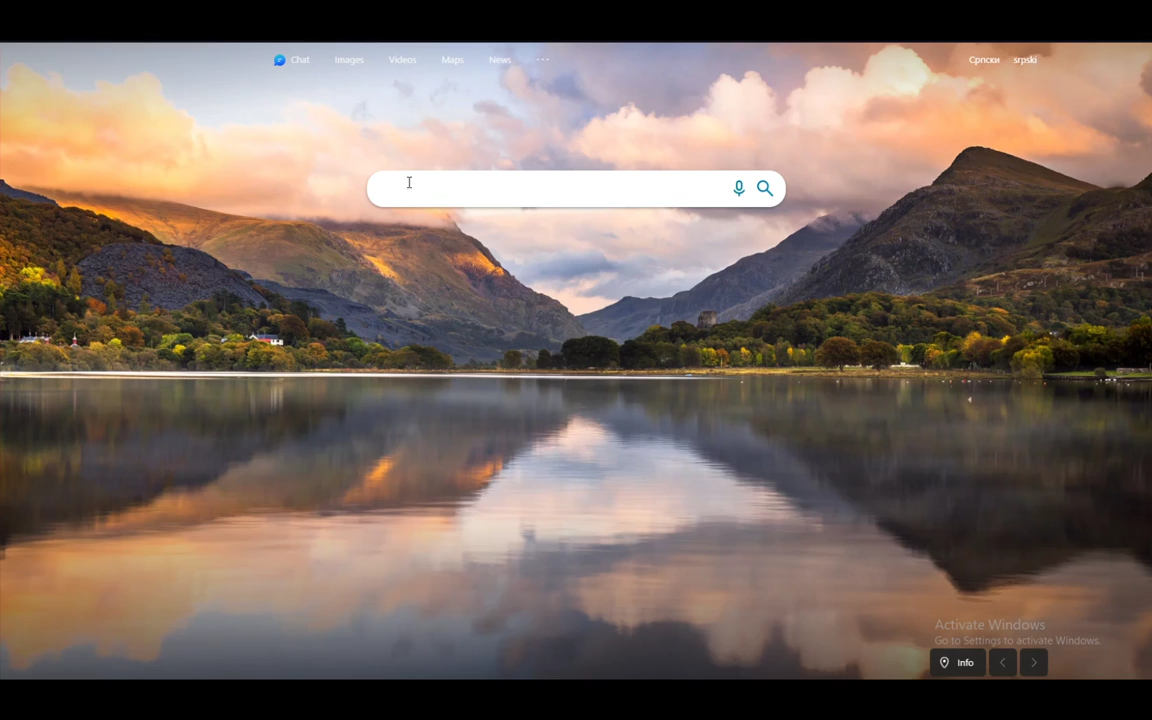 Chat Images Videos Maps News ... Српски srpski
Activate Windows
Go to Settings to activate Windows.
Info